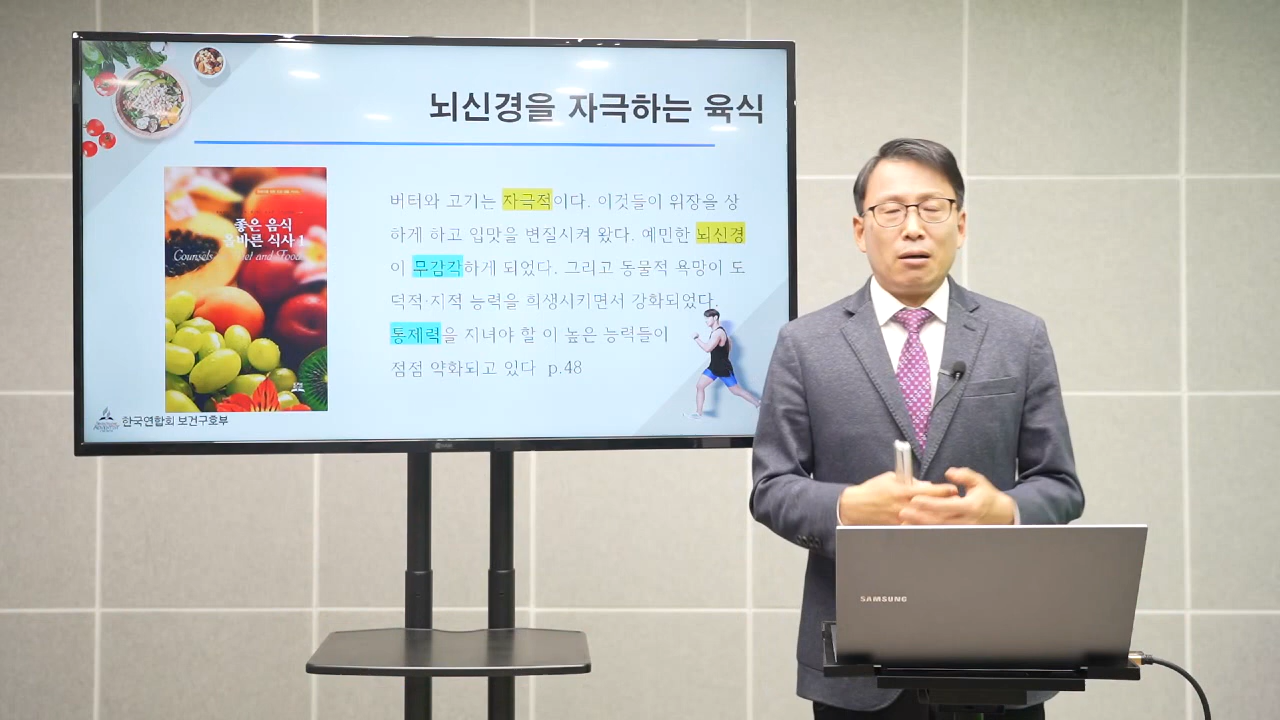 뇌신경을 자극하는 육식
좋은 음식
올바른 식사 1
Counsels
el and Food
버터와 고기는 자극적이다. 이것들이 위장을 상
하게 하고 입맛을 변질시켜 왔다. 예민한 뇌신경
이 무감각하게 되었다. 그리고 동물적 욕망이 도
덕적·지적 능력을 희생시키면서 강화되었다.
통제력을 지녀야 할 이 높은 능력들이
점점 약화되고 있다 p.48
한국연합회 보건구호부
SAMSUNG